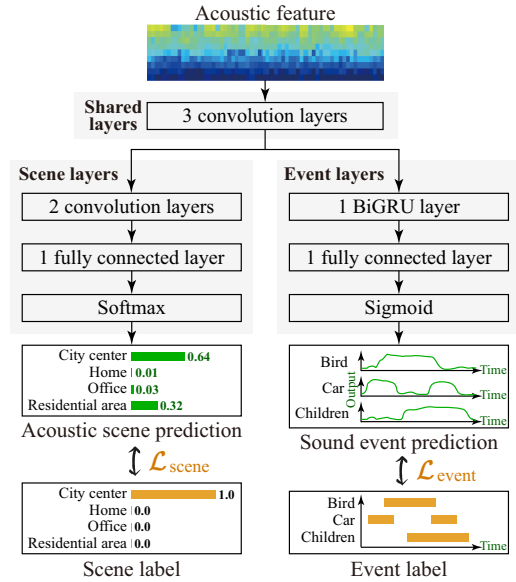 Acoustic feature
Shared
layers
3 convolution layers
Scene layers
2 convolution layers
1 fully connected layer
Softmax
City center 0.64
Home 0.01
Office 0.03
Residential area 0.32
Acoustic scene prediction
ℒscene
City center 1.0
Home 0.0
Office 0.0
Residential area 0.0
Scene label
Event layers
1 BiGRU layer
1 fully connected layer
Sigmoid
Output
Bird Time
Car Time
Children Time
Sound event prediction
ℒevent
Bird
Car
Children
Time
Event label